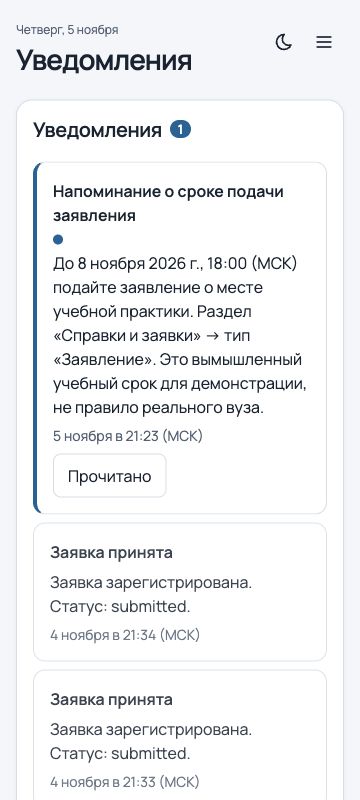 Четверг, 5 ноября
Уведомления
Уведомления 1
Напоминание о сроке подачи
заявления
До 8 ноября 2026 г., 18:00 (МСК)
подайте заявление о месте
учебной практики. Раздел
«Справки и заявки» → тип
«Заявление». Это вымышленный
учебный срок для демонстрации,
не правило реального вуза.
5 ноября в 21:23 (МСК)
Прочитано
Заявка принята
Заявка зарегистрирована.
Статус: submitted.
4 ноября в 21:34 (МСК)
Заявка принята
Заявка зарегистрирована.
Статус: submitted.
4 ноября в 21:33 (МСК)